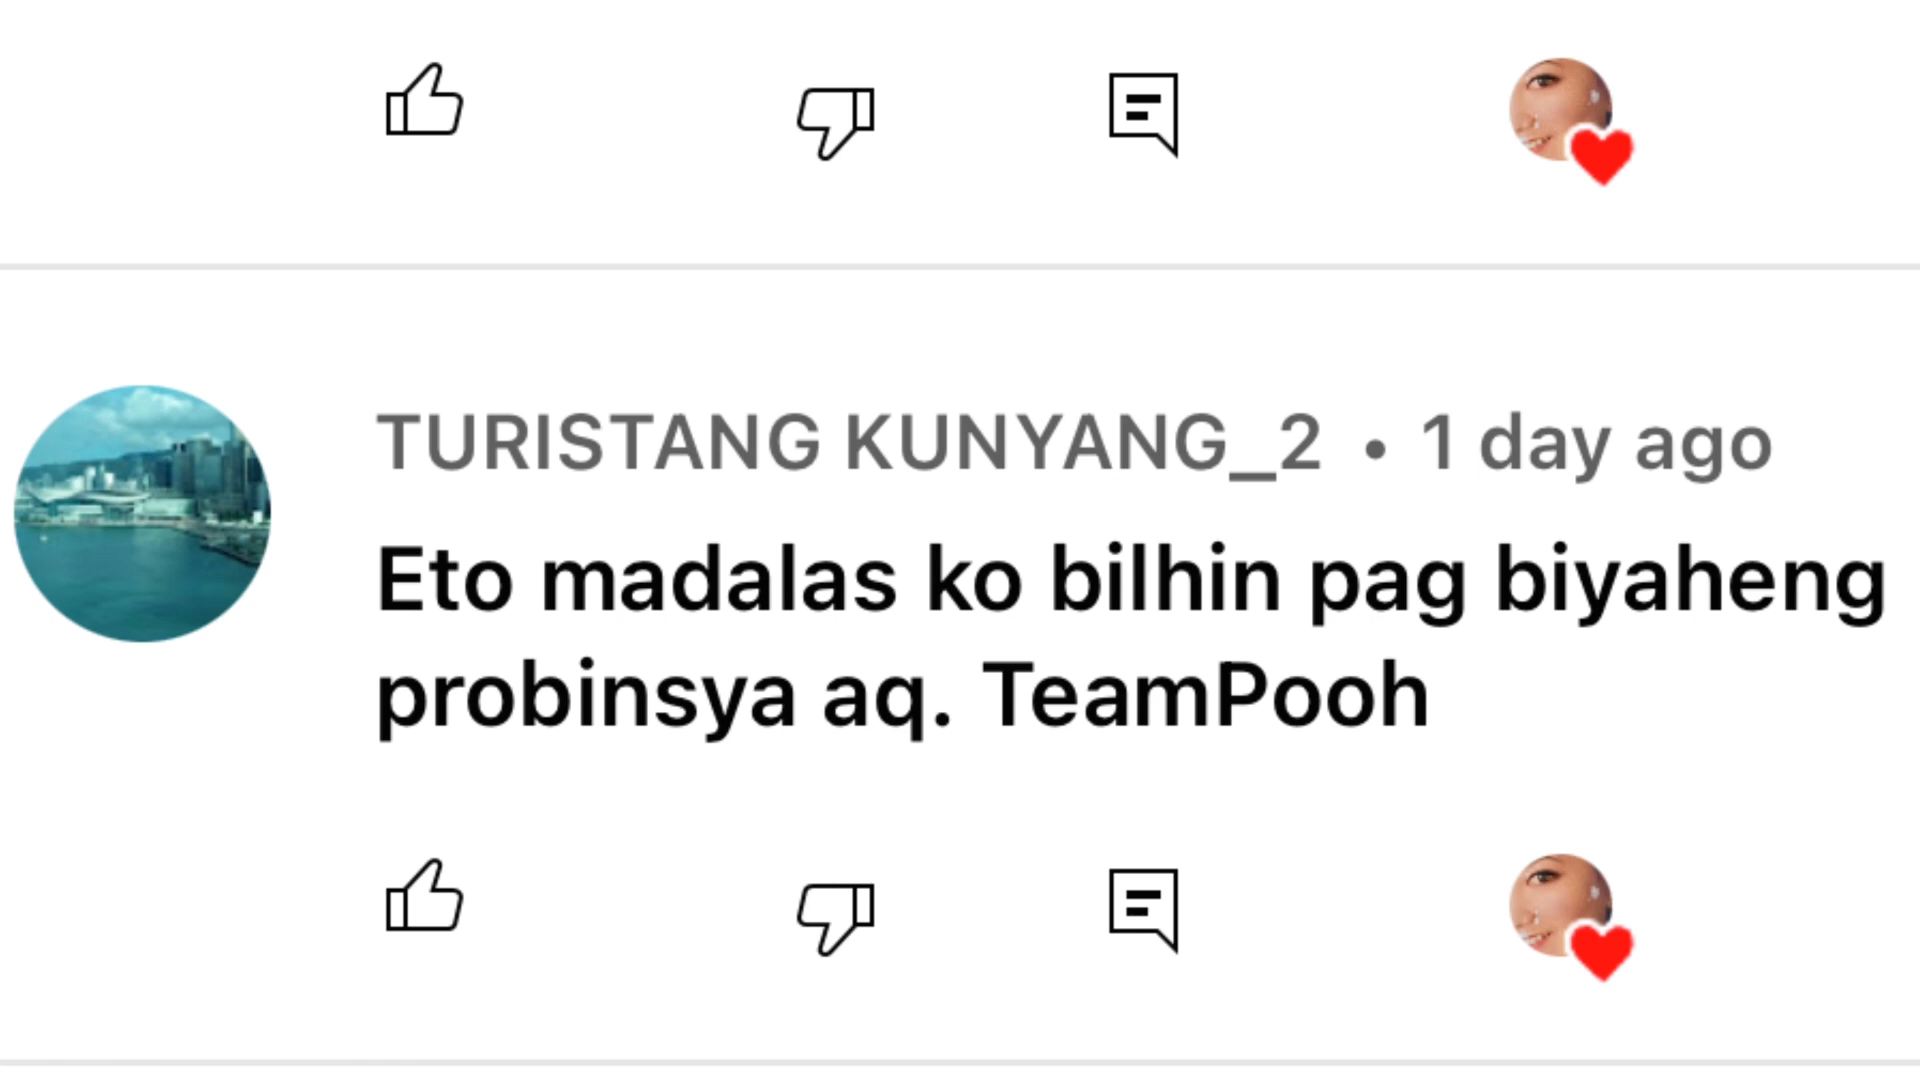 TURISTANG KUNYANG_2 • 1 day ago
Eto madalas ko bilhin pag biyaheng
probinsya aq. TeamPooh